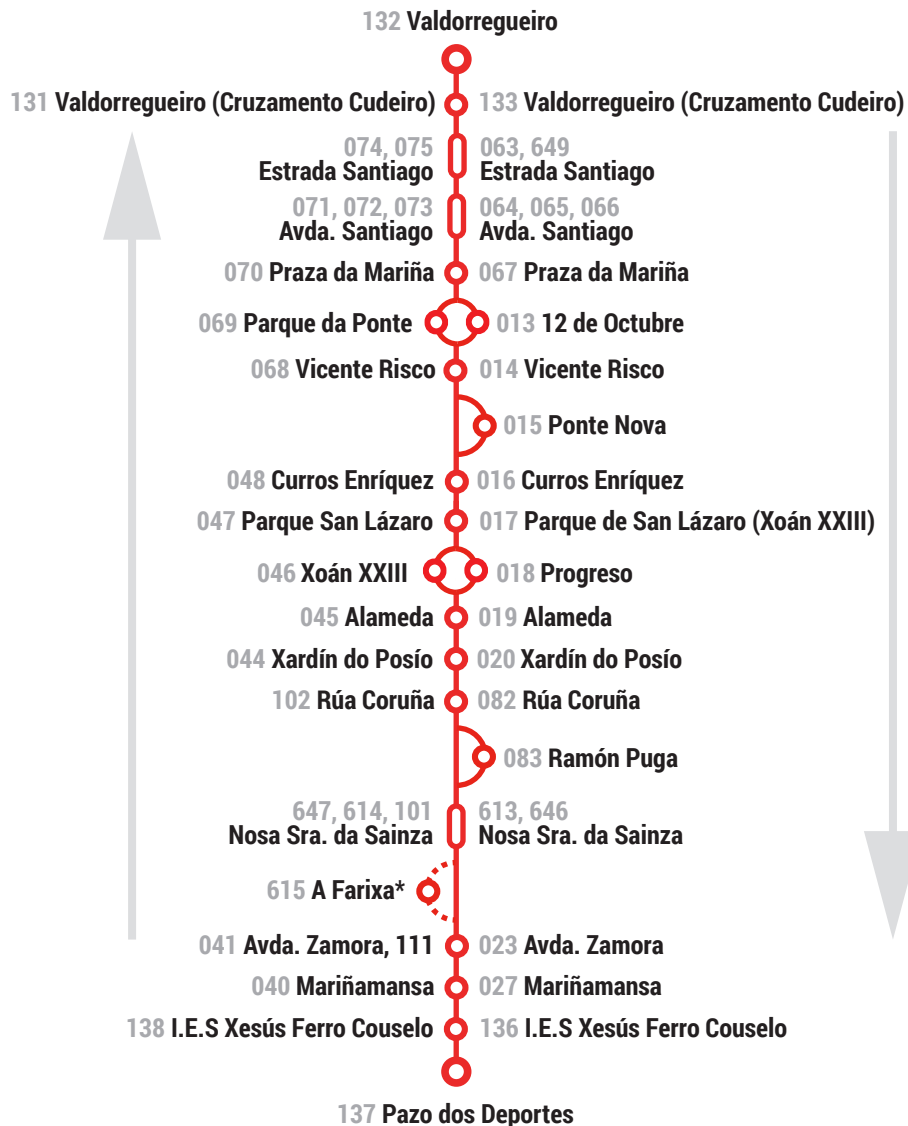 132 Valdorregueiro
131 Valdorregueiro (Cruzamento Cudeiro)
133 Valdorregueiro (Cruzamento Cudeiro)
074, 075
Estrada Santiago
063, 649
Estrada Santiago
071, 072, 073
Avda. Santiago
064, 065, 066
Avda. Santiago
070 Praza da Mariña
067 Praza da Mariña
069 Parque da Ponte
013 12 de Octubre
068 Vicente Risco
014 Vicente Risco
015 Ponte Nova
048 Curros Enríquez
016 Curros Enríquez
047 Parque San Lázaro
017 Parque de San Lázaro (Xoán XXIII)
046 Xoán XXIII
018 Progreso
045 Alameda
019 Alameda
044 Xardín do Posío
020 Xardín do Posío
102 Rúa Coruña
082 Rúa Coruña
083 Ramón Puga
647, 614, 101
Nosa Sra. da Sainza
613, 646
Nosa Sra. da Sainza
615 A Farixa*
041 Avda. Zamora, 111
023 Avda. Zamora
040 Mariñamansa
027 Mariñamansa
138 I.E.S Xesús Ferro Couselo
136 I.E.S Xesús Ferro Couselo
137 Pazo dos Deportes